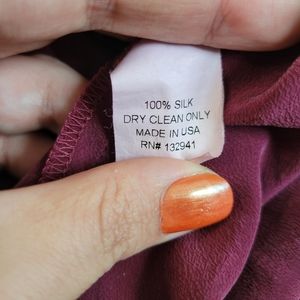 100% SILK
DRY CLEAN ONLY
MADE IN USA
RN# 132941